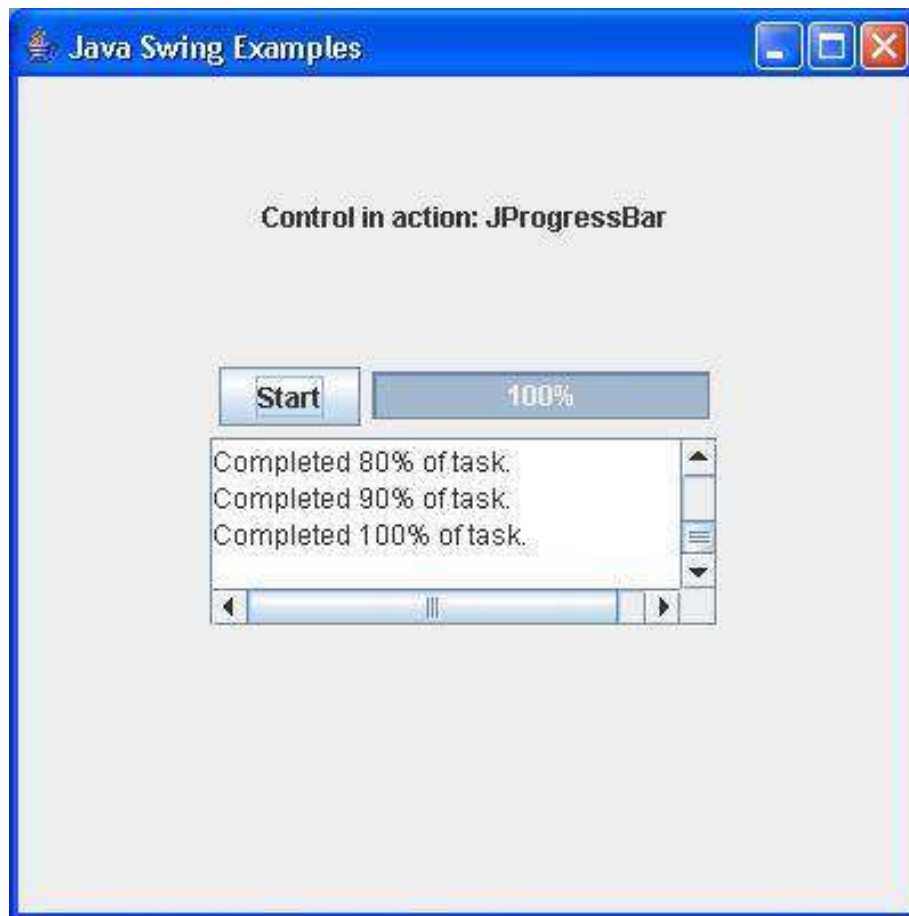 Java Swing Examples
Control in action: JProgressBar
Start 100%
Completed 80% of task.
Completed 90% of task.
Completed 100% of task.